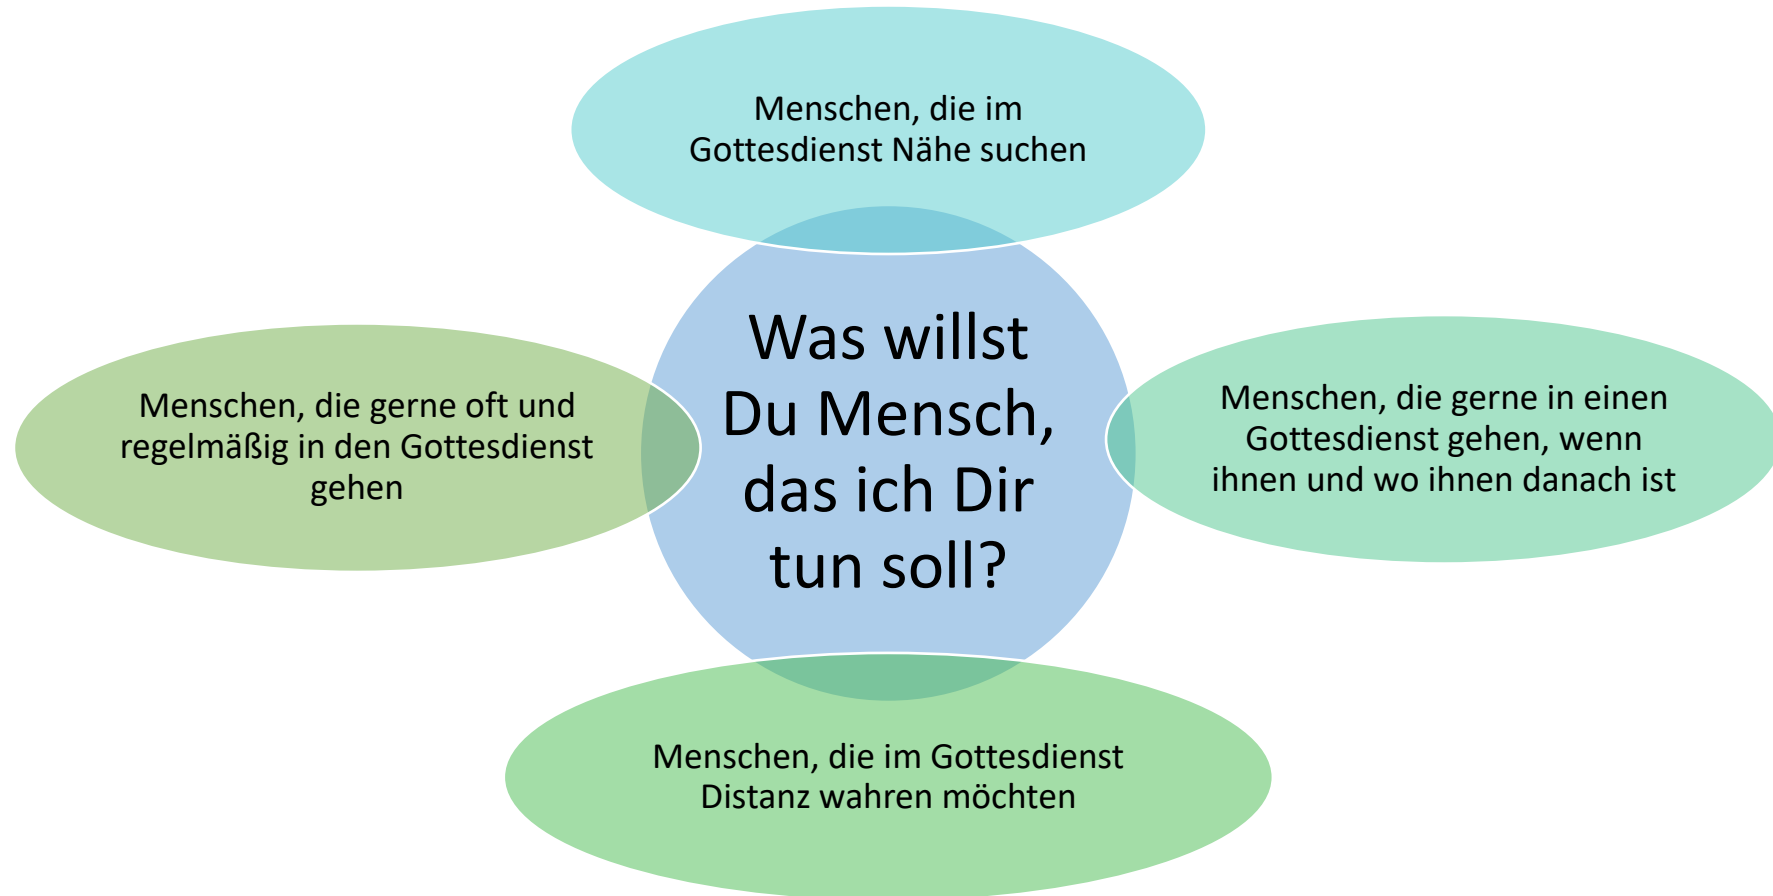 Menschen, die im
Gottesdienst Nähe suchen
Was willst
Du Mensch,
das ich Dir
tun soll?
Menschen, die gerne oft und
regelmäßig in den Gottesdienst
gehen
Menschen, die gerne in einen
Gottesdienst gehen, wenn
ihnen und wo ihnen danach ist
Menschen, die im Gottesdienst
Distanz wahren möchten